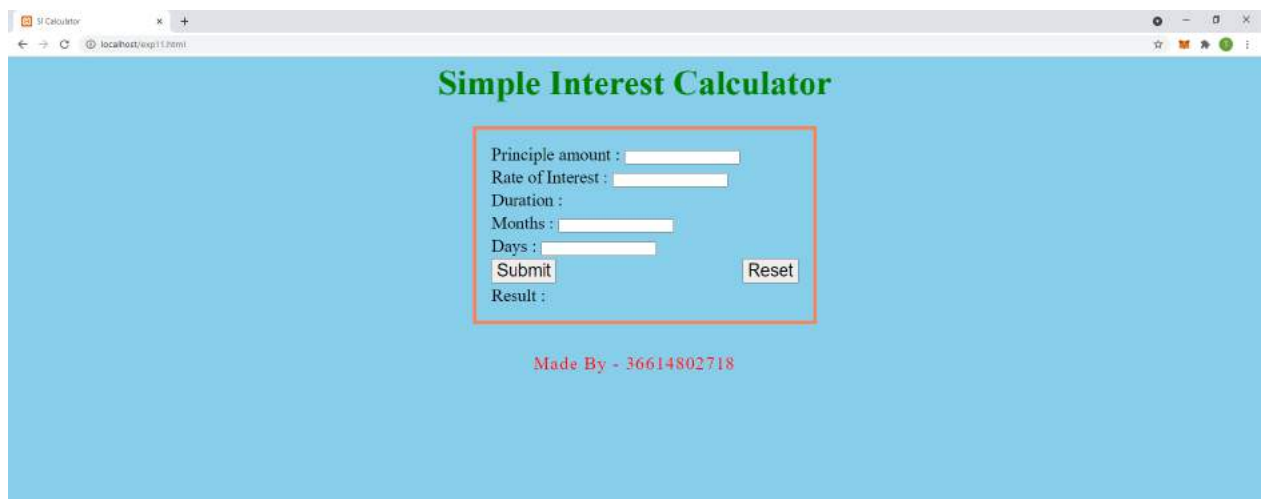 SI Calculator
localhost/exp11.html
Simple Interest Calculator
Principle amount :
Rate of Interest :
Duration :
Months :
Days :
Submit Reset
Result :
Made By - 36614802718